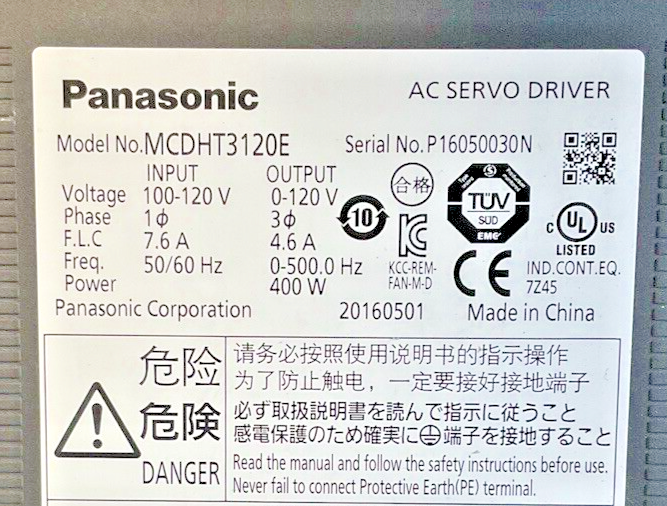 Panasonic AC SERVO DRIVER
Model No.MCDHT3120E Serial No.P16050030N
INPUT OUTPUT
Voltage 100-120 V 0-120 V
Phase 1ϕ 3ϕ
F.L.C 7.6 A 4.6 A
Freq. 50/60 Hz 0-500.0 Hz
Power 400 W
合格
10
KCC-REM-
FAN-M-D
TÜV
SÜD
EMC
CE
c UL US
LISTED
IND.CONT.EQ.
7Z45
Panasonic Corporation 20160501 Made in China
危险
请务必按照使用说明书的指示操作
为了防止触电，一定要接好接地端子
危険
必ず取扱説明書を読んで指示に従うこと
感電保護のため確実に⏚端子を接地すること
DANGER
Read the manual and follow the safety instructions before use.
Never fail to connect Protective Earth(PE) terminal.